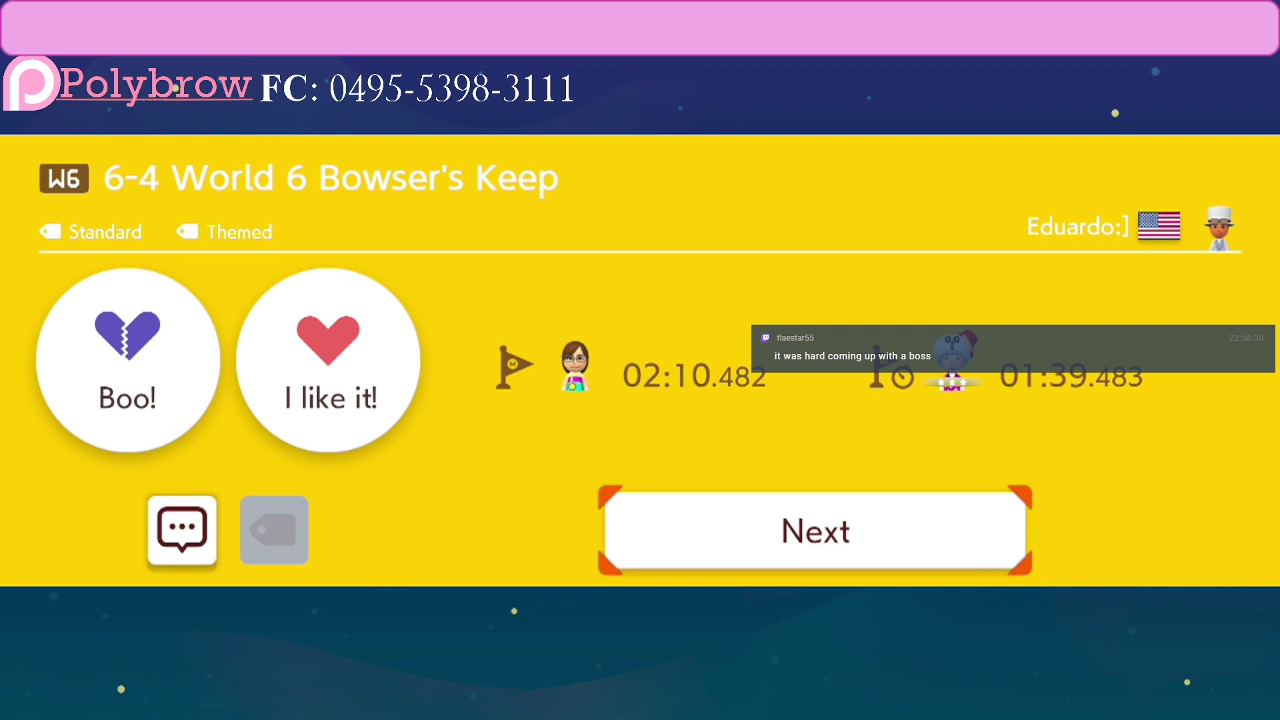 Polybrow FC: 0495-5398-3111
W6 6-4 World 6 Bowser's Keep
Standard Themed
Eduardo:]
tlaestar55 22:58:30
it was hard coming up with a boss
M 02:10.482 01:39.483
Boo! I like it!
Next